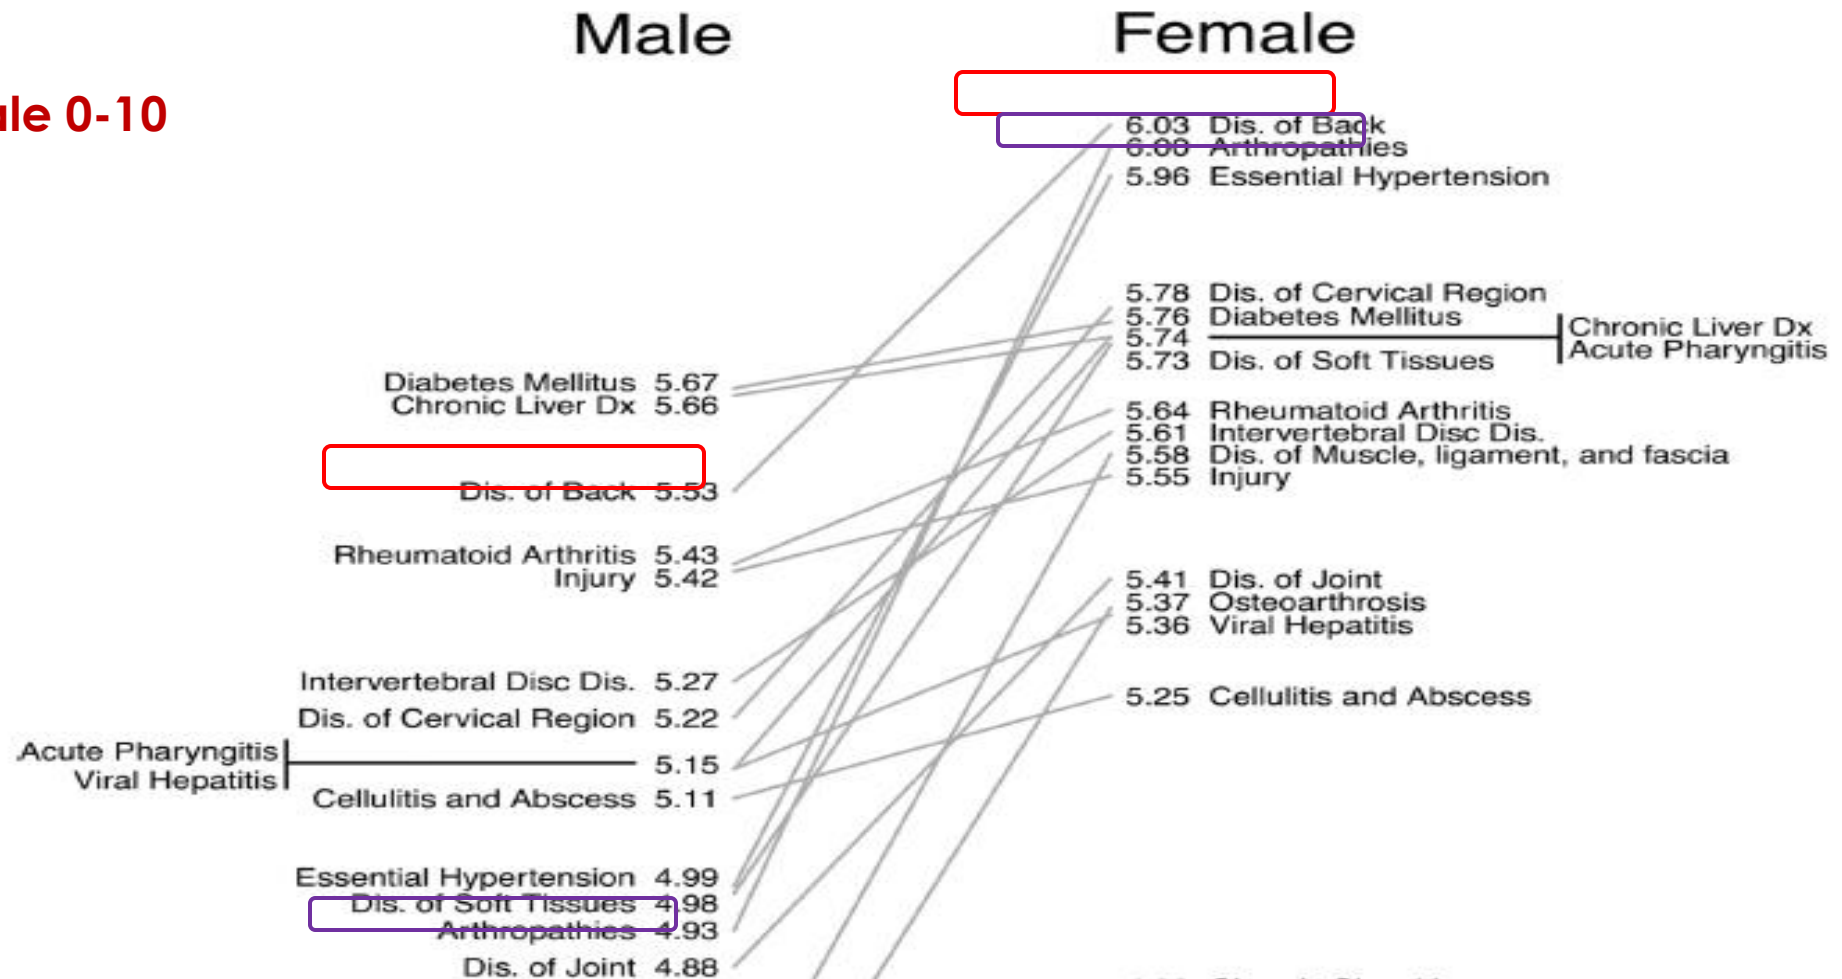 Male
Female
ale 0-10
6.03 Dis. of Back
6.00 Arthropathies
5.96 Essential Hypertension
5.78 Dis. of Cervical Region
5.76 Diabetes Mellitus
5.74
Chronic Liver Dx
Acute Pharyngitis
5.73 Dis. of Soft Tissues
Diabetes Mellitus 5.67
Chronic Liver Dx 5.66
5.64 Rheumatoid Arthritis
5.61 Intervertebral Disc Dis.
5.58 Dis. of Muscle, ligament, and fascia
5.55 Injury
Dis. of Back 5.53
Rheumatoid Arthritis 5.43
Injury 5.42
5.41 Dis. of Joint
5.37 Osteoarthrosis
5.36 Viral Hepatitis
Intervertebral Disc Dis. 5.27
5.25 Cellulitis and Abscess
Dis. of Cervical Region 5.22
Acute Pharyngitis
Viral Hepatitis
5.15
Cellulitis and Abscess 5.11
Essential Hypertension 4.99
Dis. of Soft Tissues 4.98
Arthropathies 4.93
Dis. of Joint 4.88